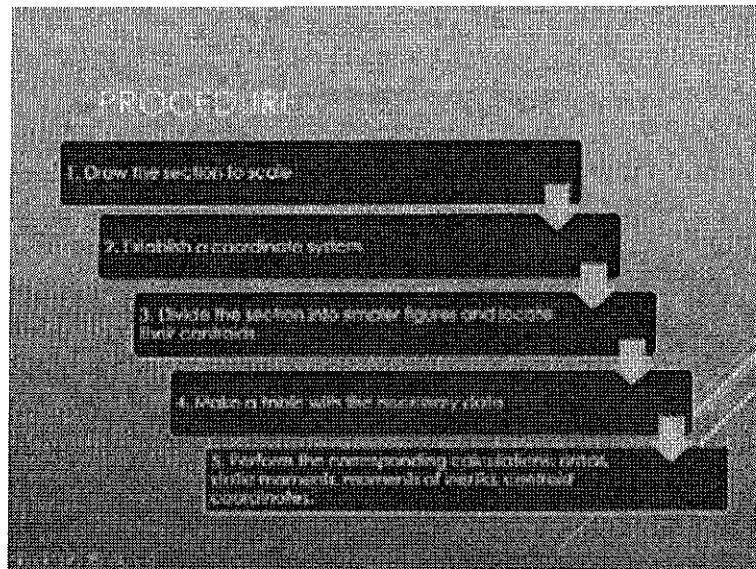 PROCEDURE
1. Draw the section to scale
2. Establish a coordinate system
3. Divide the section into smaller figures and locate
their centroids
4. Make a table with the necessary data
5. Perform the corresponding calculations: areas,
static moments, moments of inertia, centroid
coordinates.